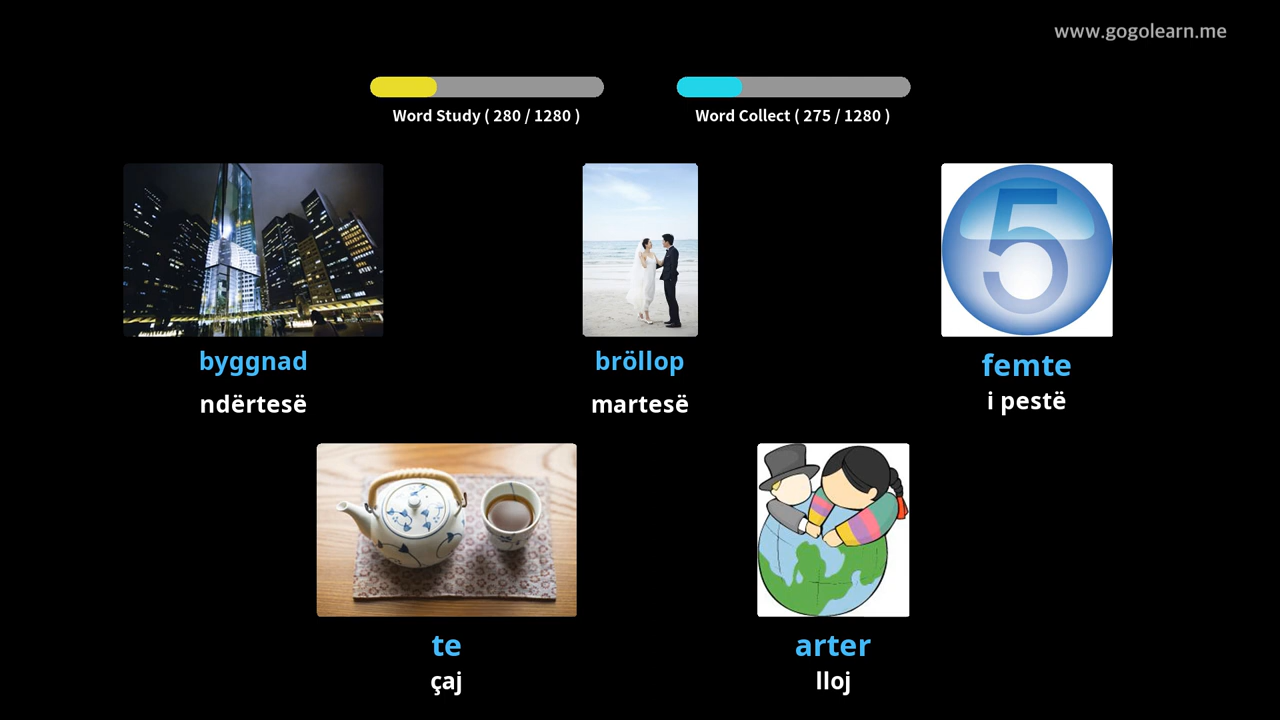 www.gogolearn.me
Word Study ( 280 / 1280 )
Word Collect ( 275 / 1280 )
5
byggnad
ndërtesë
bröllop
martesë
femte
i pestë
te
çaj
arter
lloj